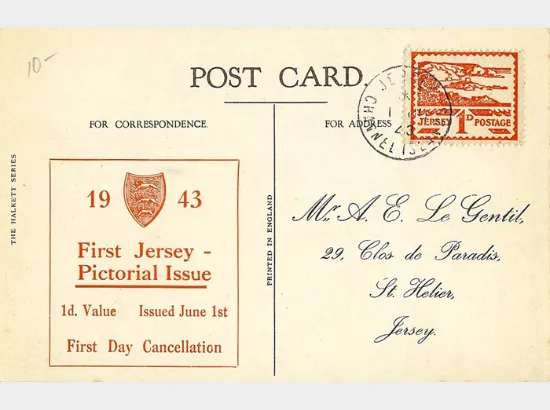 10-
POST CARD.
FOR CORRESPONDENCE.
FOR ADDRESS
JERSEY
CHANNEL ISLANDS
JERSEY 1D POSTAGE
THE HALKETT SERIES
PRINTED IN ENGLAND
19 43
First Jersey -
Pictorial Issue
1d. Value Issued June 1st
First Day Cancellation
Mr. A. E. Le Gentil,
29, Clos de Paradis,
St. Helier,
Jersey.